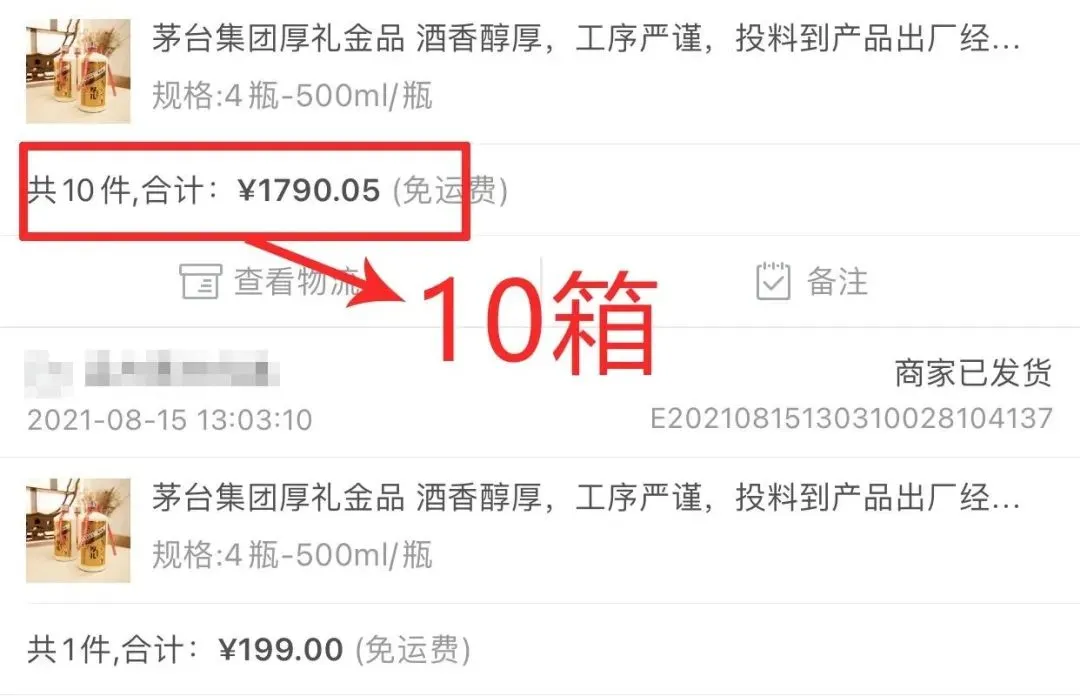 茅台集团厚礼金品 酒香醇厚，工序严谨，投料到产品出厂经...
规格:4瓶-500ml/瓶
共10件,合计：¥1790.05 (免运费)
查看物流
备注
10箱
商家已发货
2021-08-15 13:03:10
E20210815130310028104137
茅台集团厚礼金品 酒香醇厚，工序严谨，投料到产品出厂经...
规格:4瓶-500ml/瓶
共1件,合计：¥199.00 (免运费)